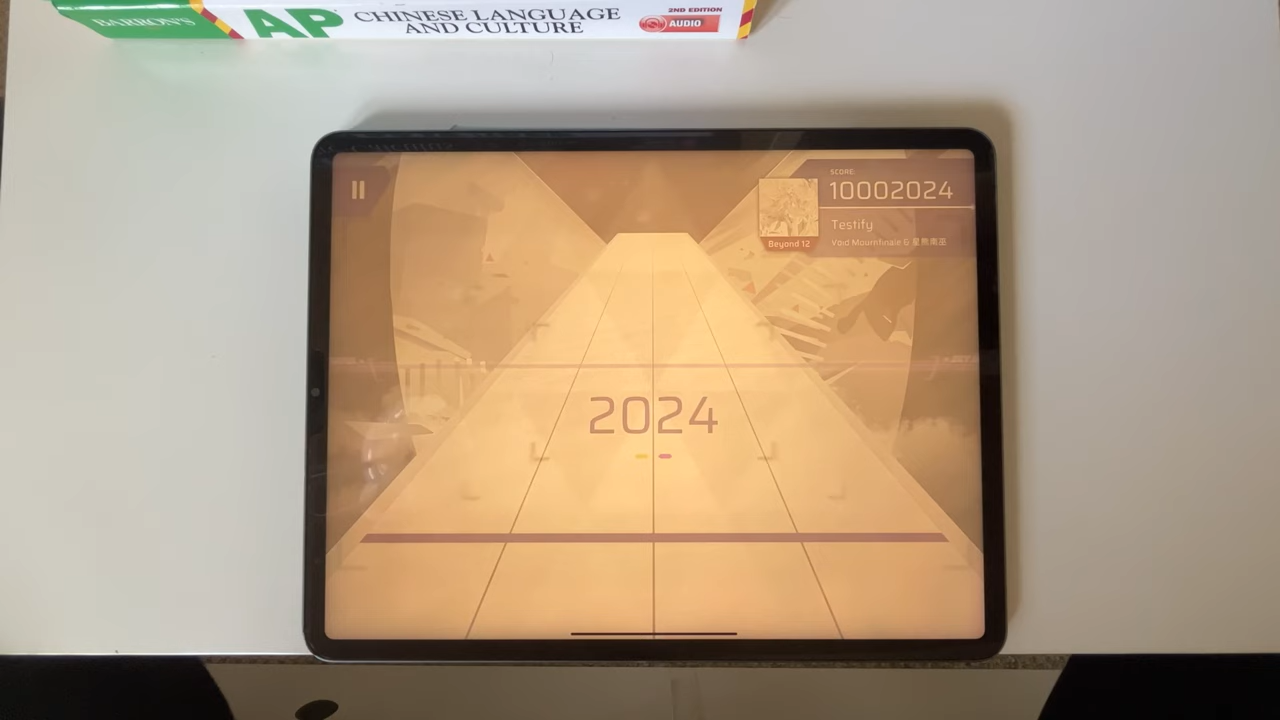 BARRON'S
AP
CHINESE LANGUAGE
AND CULTURE
2ND EDITION
AUDIO
SCORE:
10002024
Testify
Beyond 12
Void Mournfinale & 星熊南巫
2024